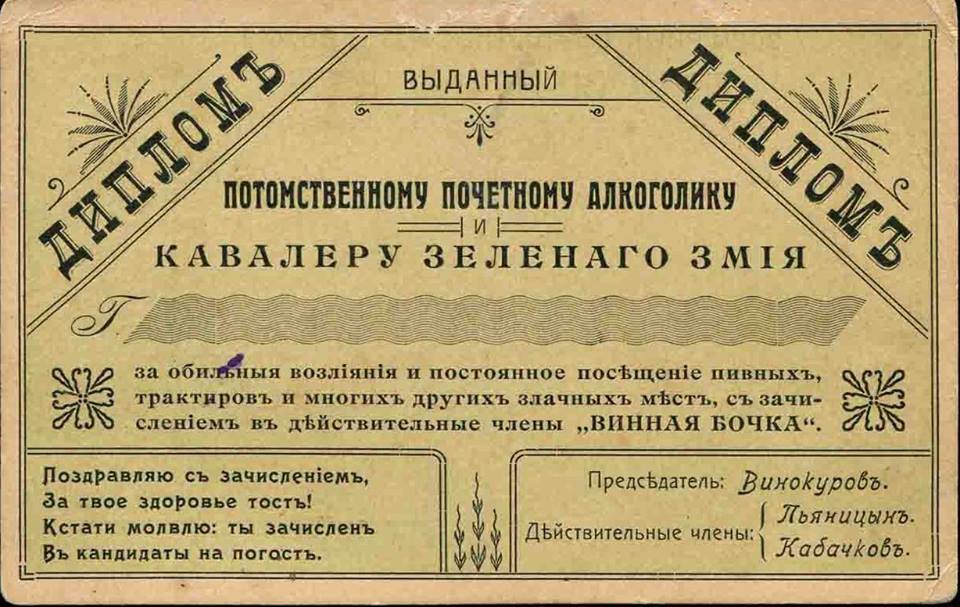 ДИПЛОМЪ
ВЫДАННЫЙ
ДИПЛОМЪ
ПОТОМСТВЕННОМУ ПОЧЕТНОМУ АЛКОГОЛИКУ
И
КАВАЛЕРУ ЗЕЛЕНАГО ЗМІЯ
Г
за обильныя возліянія и постоянное посѣщеніе пивныхъ,
трактировъ и многихъ другихъ злачныхъ мѣстъ, съ зачи-
сленіемъ въ дѣйствительные члены „ВИННАЯ БОЧКА“.
Поздравляю съ зачисленіемъ,
За твое здоровье тостъ!
Кстати молвлю: ты зачисленъ
Въ кандидаты на погостъ.
Предсѣдатель: Винокуровъ.
Дѣйствительные члены: Пьяницынъ.
Кабачковъ.